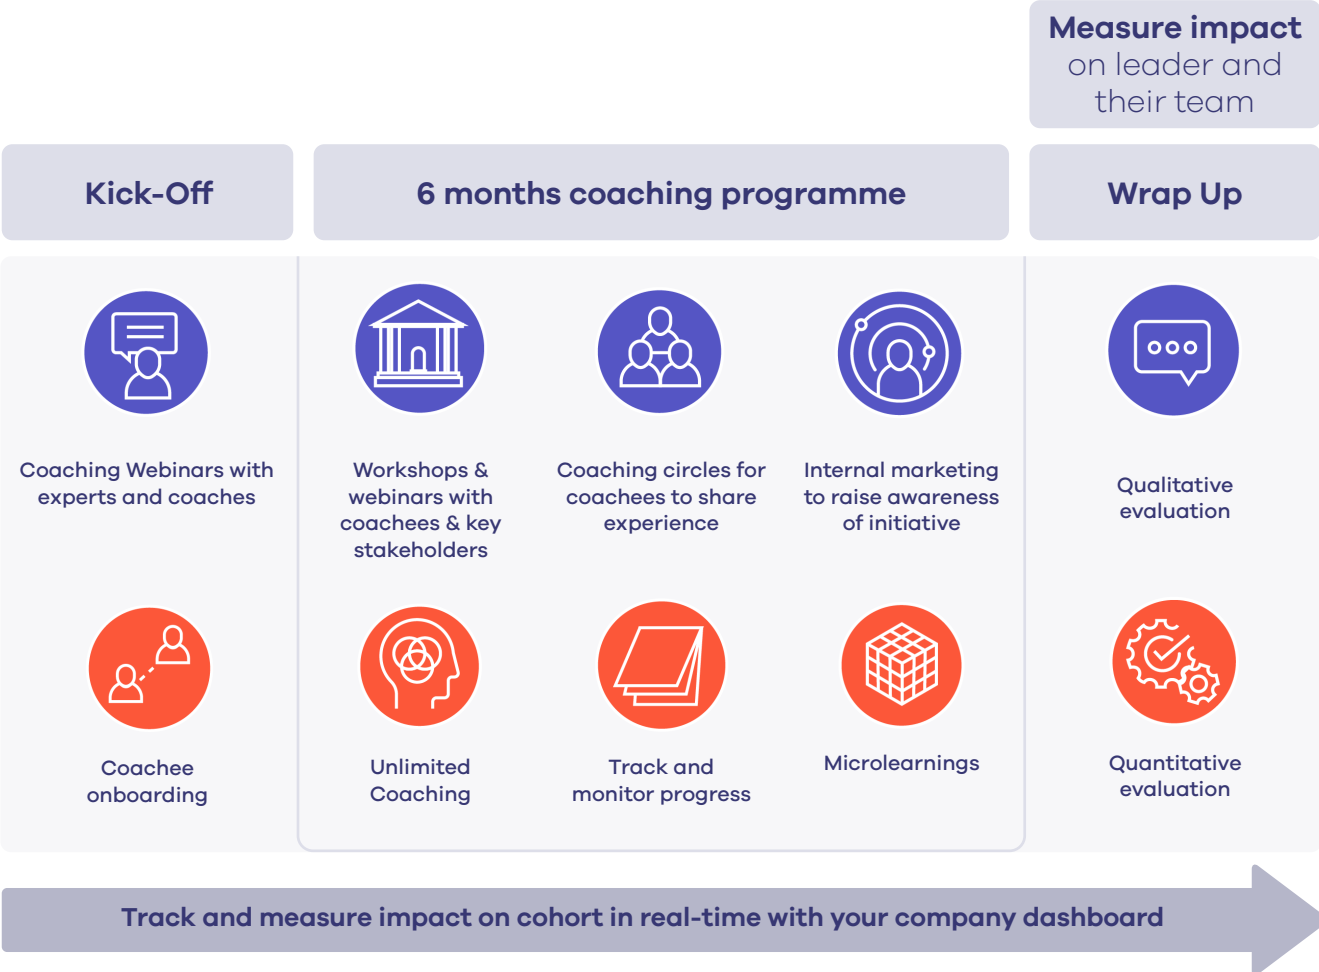 Measure impact
on leader and
their team
Kick-Off
6 months coaching programme
Wrap Up
Coaching Webinars with
experts and coaches
Workshops &
webinars with
coachees & key
stakeholders
Coaching circles for
coachees to share
experience
Internal marketing
to raise awareness
of initiative
Qualitative
evaluation
Coachee
onboarding
Unlimited
Coaching
Track and
monitor progress
Microlearnings
Quantitative
evaluation
Track and measure impact on cohort in real-time with your company dashboard